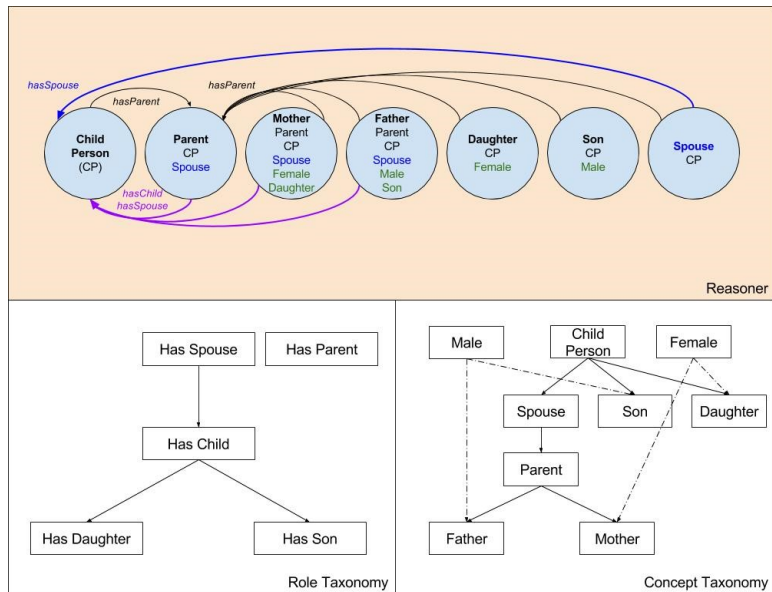 hasSpouse
hasParent
hasParent
Child
Person
(CP)
Parent
CP
Spouse
Mother
Parent
CP
Spouse
Female
Daughter
Father
Parent
CP
Spouse
Male
Son
Daughter
CP
Female
Son
CP
Male
Spouse
CP
hasChild
hasSpouse
Reasoner
Has Spouse
Has Parent
Has Child
Has Daughter
Has Son
Role Taxonomy
Male
Child
Person
Female
Spouse
Son
Daughter
Parent
Father
Mother
Concept Taxonomy